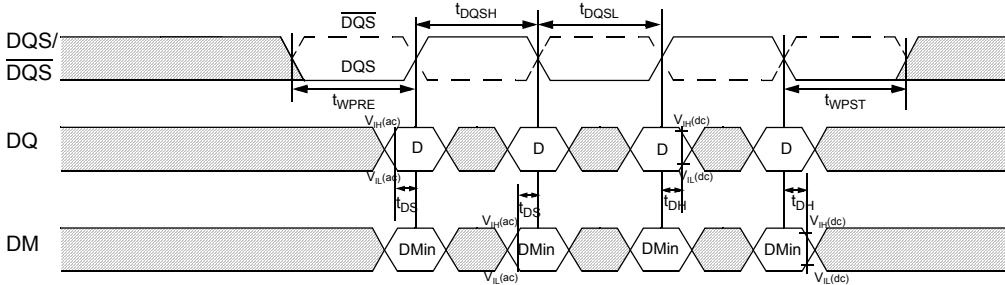 DQS tDQSH tDQSL
DQS/
DQS
DQS
tWPRE tWPST
VIH(ac) VIH(dc)
DQ D D D D
VIL(ac) VIL(dc)
tDS tDS tDH tDH
VIH(ac) VIH(dc)
DM DMin DMin DMin DMin
VIL(ac) VIL(dc)